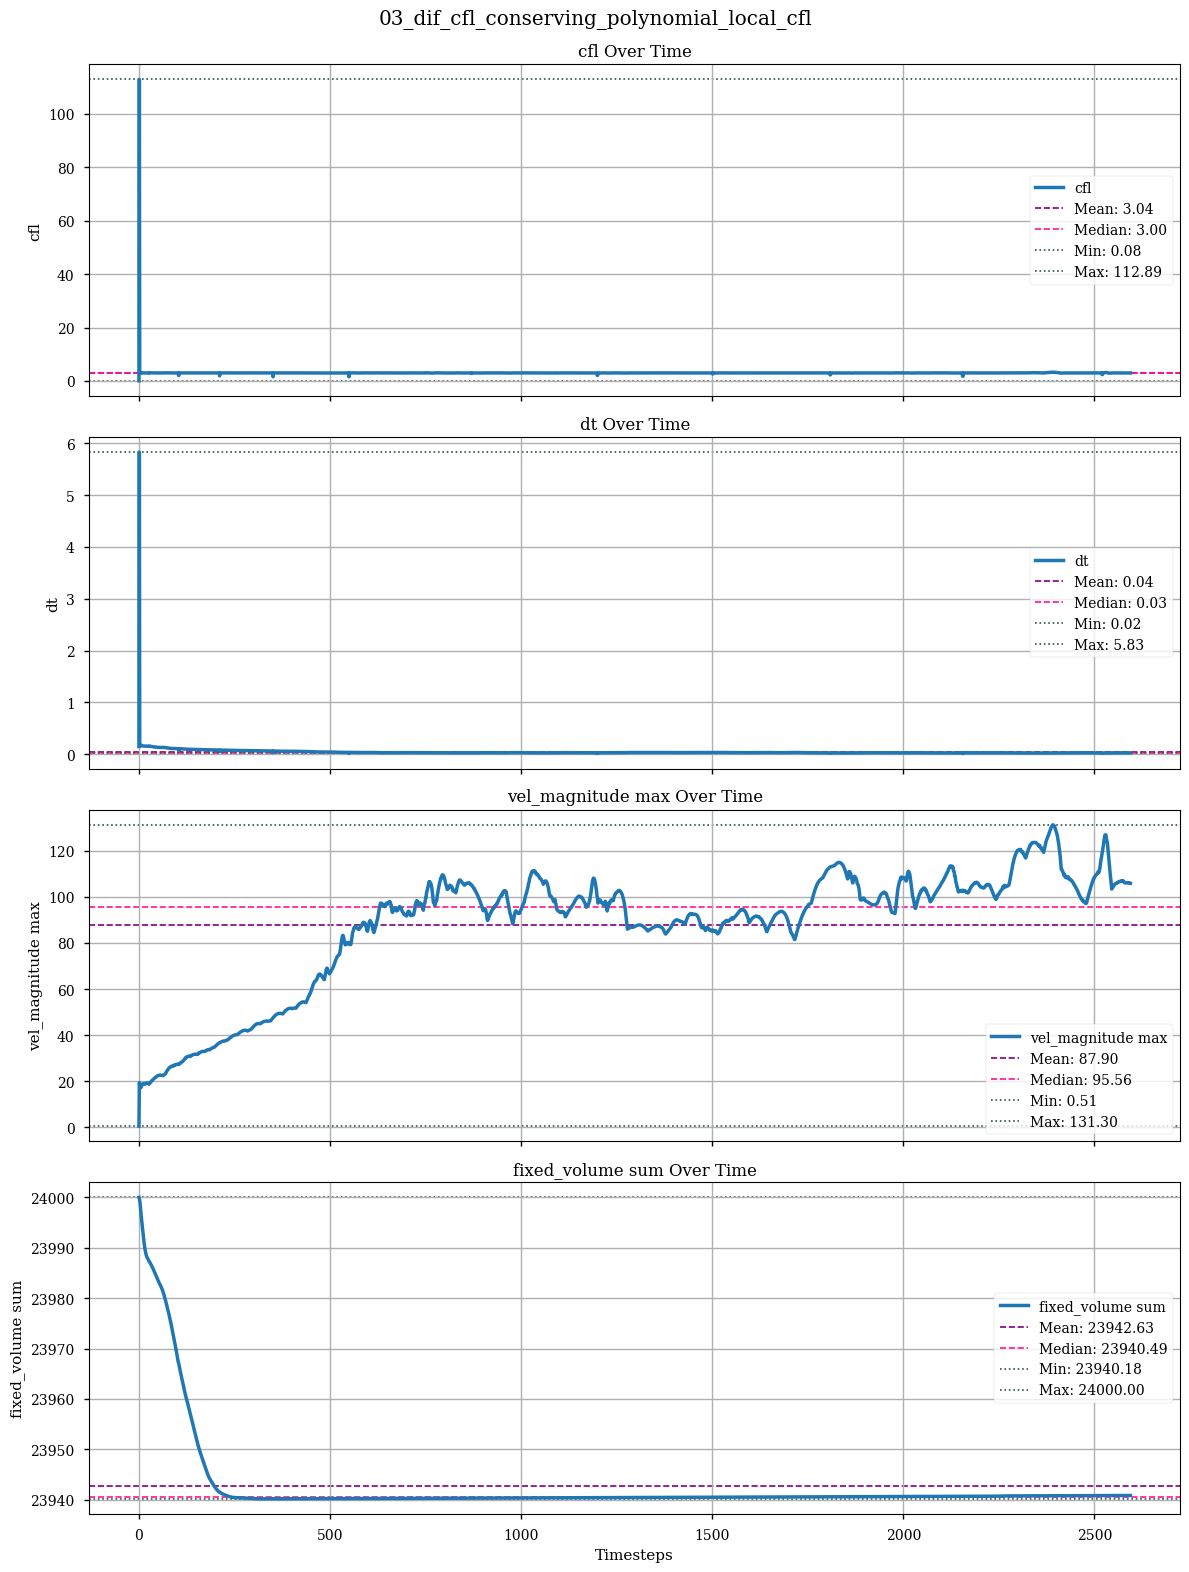 03_dif_cfl_conserving_polynomial_local_cfl
cfl Over Time
100
80
60
40
20
0
cfl
cfl
Mean: 3.04
Median: 3.00
Min: 0.08
Max: 112.89
dt Over Time
6
5
4
3
2
1
0
dt
dt
Mean: 0.04
Median: 0.03
Min: 0.02
Max: 5.83
vel_magnitude max Over Time
120
100
80
60
40
20
0
vel_magnitude max
vel_magnitude max
Mean: 87.90
Median: 95.56
Min: 0.51
Max: 131.30
fixed_volume sum Over Time
24000
23990
23980
23970
23960
23950
23940
fixed_volume sum
fixed_volume sum
Mean: 23942.63
Median: 23940.49
Min: 23940.18
Max: 24000.00
0 500 1000 1500 2000 2500
Timesteps